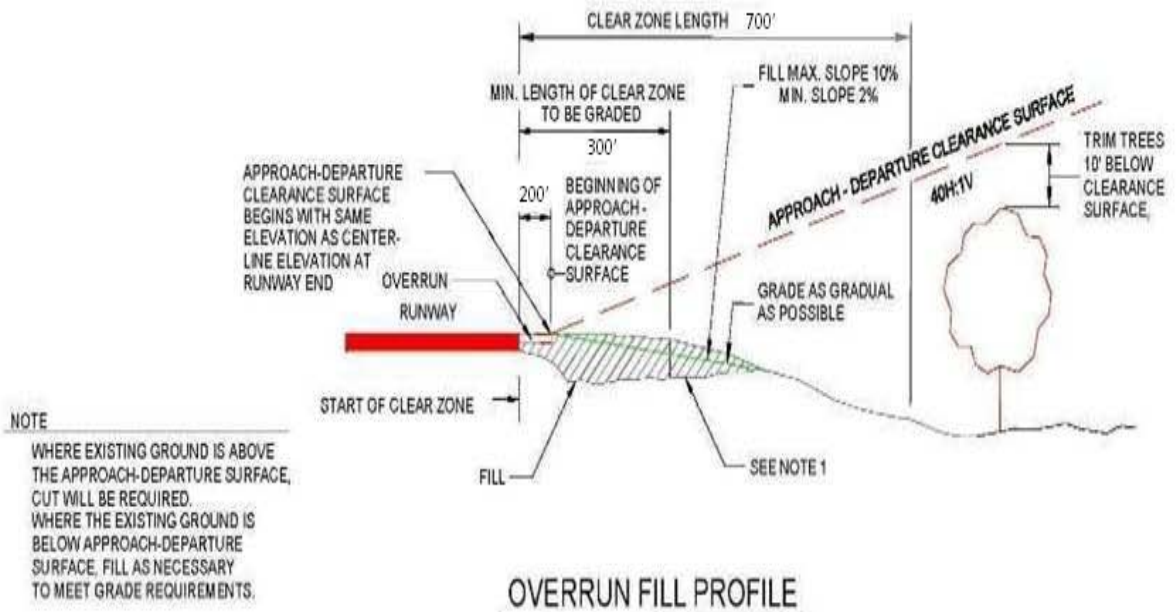 CLEAR ZONE LENGTH 700'
FILL MAX. SLOPE 10%
MIN. SLOPE 2%
MIN. LENGTH OF CLEAR ZONE
TO BE GRADED
300'
APPROACH - DEPARTURE CLEARANCE SURFACE
40H:1V
TRIM TREES
10' BELOW
CLEARANCE
SURFACE,
APPROACH-DEPARTURE
CLEARANCE SURFACE
BEGINS WITH SAME
ELEVATION AS CENTER-
LINE ELEVATION AT
RUNWAY END
200'
BEGINNING OF
APPROACH-
DEPARTURE
CLEARANCE
SURFACE
OVERRUN
RUNWAY
GRADE AS GRADUAL
AS POSSIBLE
START OF CLEAR ZONE
FILL
SEE NOTE 1
NOTE
WHERE EXISTING GROUND IS ABOVE
THE APPROACH-DEPARTURE SURFACE,
CUT WILL BE REQUIRED.
WHERE THE EXISTING GROUND IS
BELOW APPROACH-DEPARTURE
SURFACE, FILL AS NECESSARY
TO MEET GRADE REQUIREMENTS.
OVERRUN FILL PROFILE